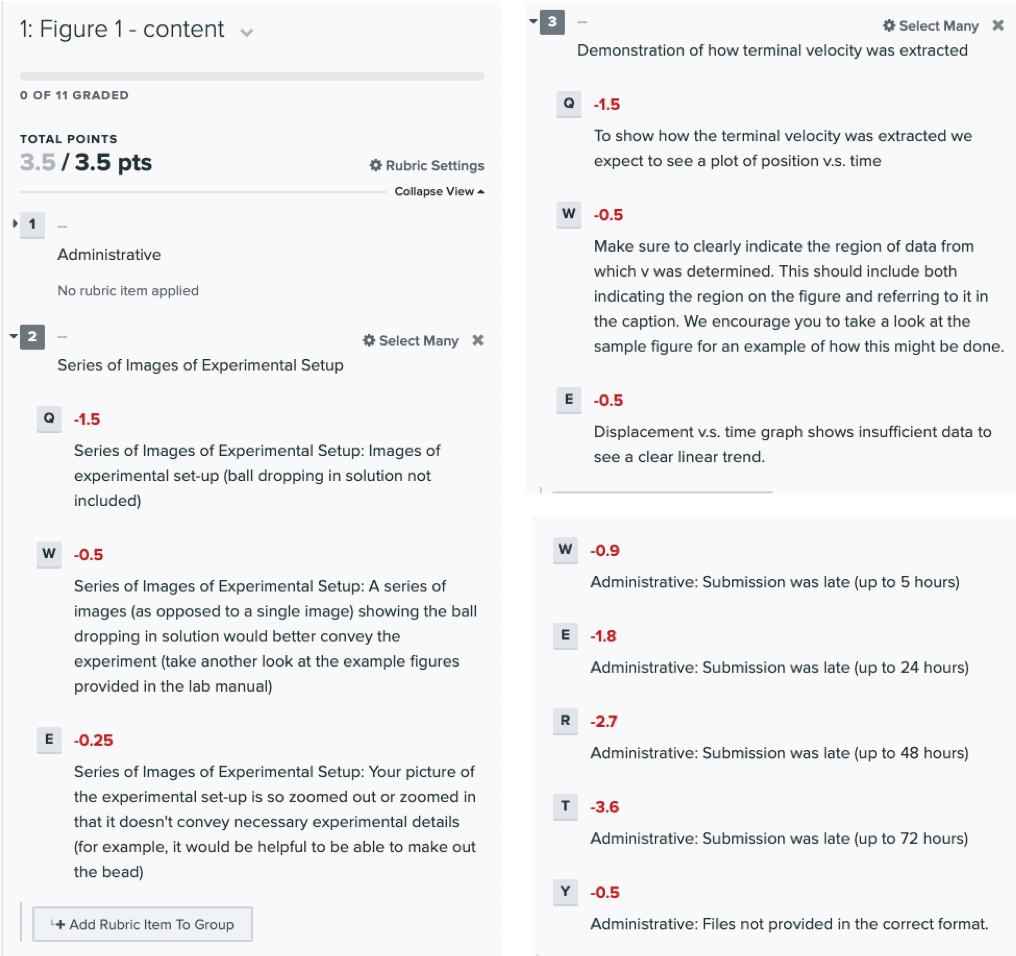 1: Figure 1 - content
0 OF 11 GRADED
TOTAL POINTS
3.5 / 3.5 pts
Rubric Settings
Collapse View
1
--
Administrative
No rubric item applied
2
--
Select Many
Series of Images of Experimental Setup
Q
-1.5
Series of Images of Experimental Setup: Images of
experimental set-up (ball dropping in solution not
included)
W
-0.5
Series of Images of Experimental Setup: A series of
images (as opposed to a single image) showing the ball
dropping in solution would better convey the
experiment (take another look at the example figures
provided in the lab manual)
E
-0.25
Series of Images of Experimental Setup: Your picture of
the experimental set-up is so zoomed out or zoomed in
that it doesn't convey necessary experimental details
(for example, it would be helpful to be able to make out
the bead)
Add Rubric Item To Group
3
--
Select Many
Demonstration of how terminal velocity was extracted
Q
-1.5
To show how the terminal velocity was extracted we
expect to see a plot of position v.s. time
W
-0.5
Make sure to clearly indicate the region of data from
which v was determined. This should include both
indicating the region on the figure and referring to it in
the caption. We encourage you to take a look at the
sample figure for an example of how this might be done.
E
-0.5
Displacement v.s. time graph shows insufficient data to
see a clear linear trend.
W
-0.9
Administrative: Submission was late (up to 5 hours)
E
-1.8
Administrative: Submission was late (up to 24 hours)
R
-2.7
Administrative: Submission was late (up to 48 hours)
T
-3.6
Administrative: Submission was late (up to 72 hours)
Y
-0.5
Administrative: Files not provided in the correct format.